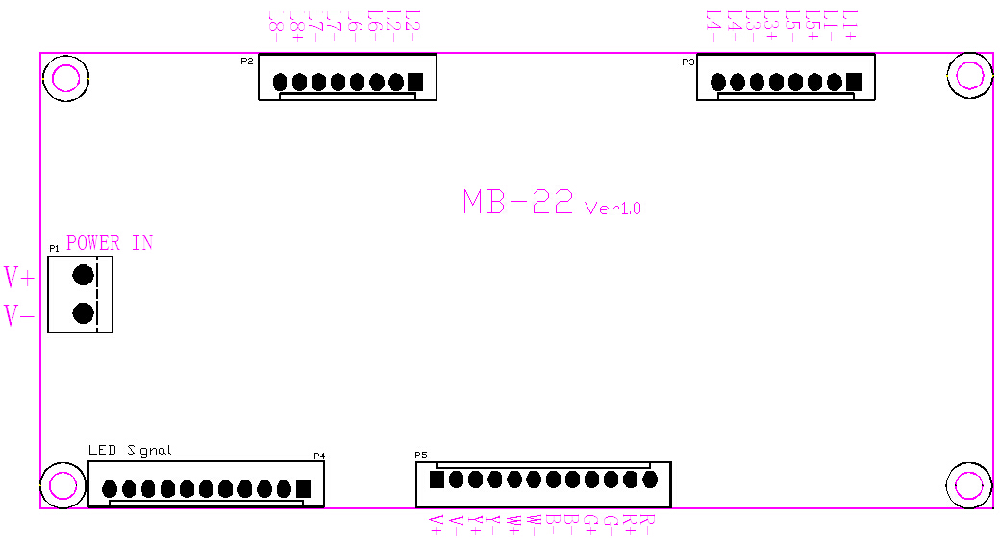 L8- L8+ L7- L7+ L6- L6+ L2- L2+
L4- L4+ L3- L3+ L5- L5+ L1- L1+
P2
P3
MB-22 Ver1.0
P1 POWER IN
V+
V-
LED_Signal
P4
P5
V+ V- Y+ Y- W+ W- B+ B- G+ G- R+ R-